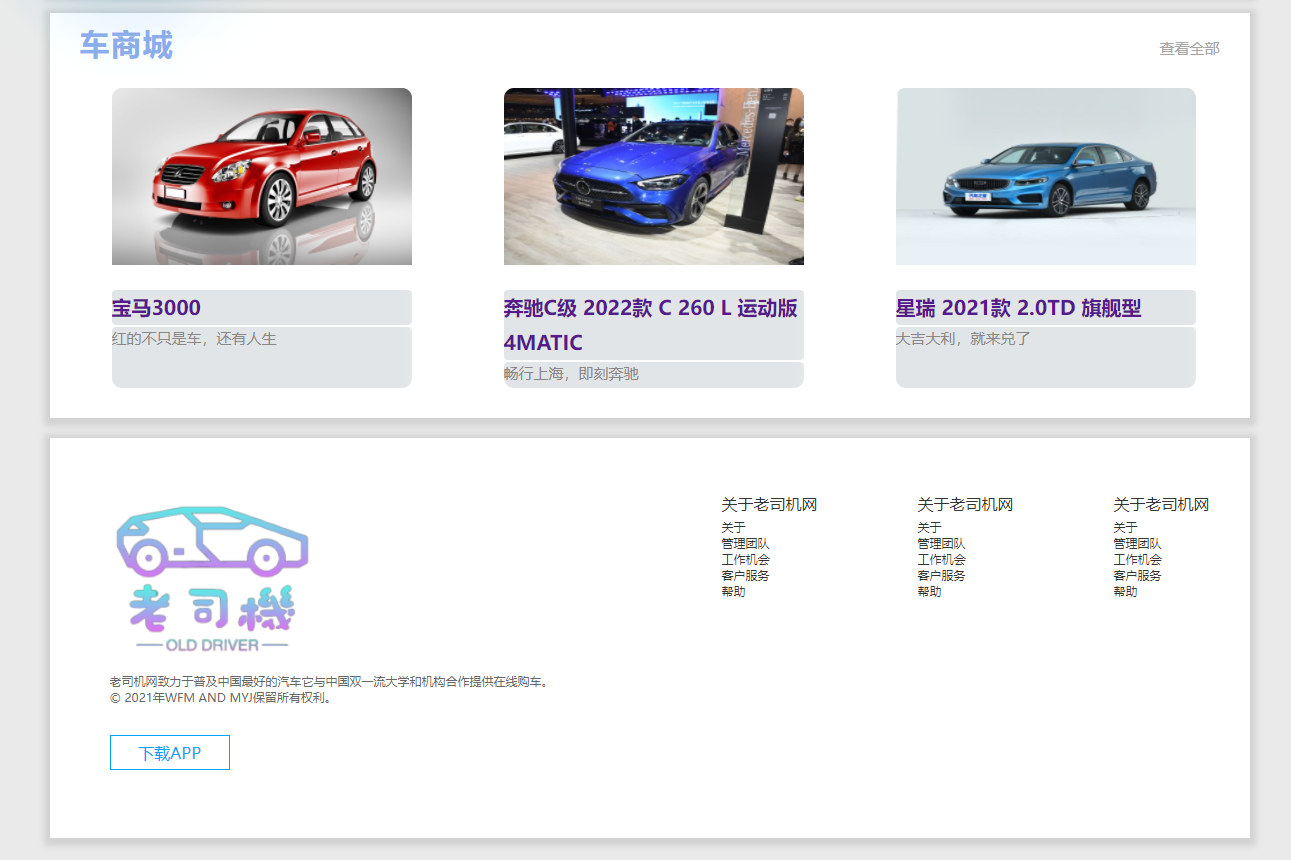 车商城
查看全部
Mercedes-Benz
宝马3000
红的不只是车，还有人生
奔驰C级 2022款 C 260 L 运动版
4MATIC
畅行上海，即刻奔驰
星瑞 2021款 2.0TD 旗舰型
大吉大利，就来兑了
老司機
OLD DRIVER
老司机网致力于普及中国最好的汽车它与中国双一流大学和机构合作提供在线购车。
© 2021年WFM AND MYJ保留所有权利。
下载APP
关于老司机网
关于
管理团队
工作机会
客户服务
帮助
关于老司机网
关于
管理团队
工作机会
客户服务
帮助
关于老司机网
关于
管理团队
工作机会
客户服务
帮助